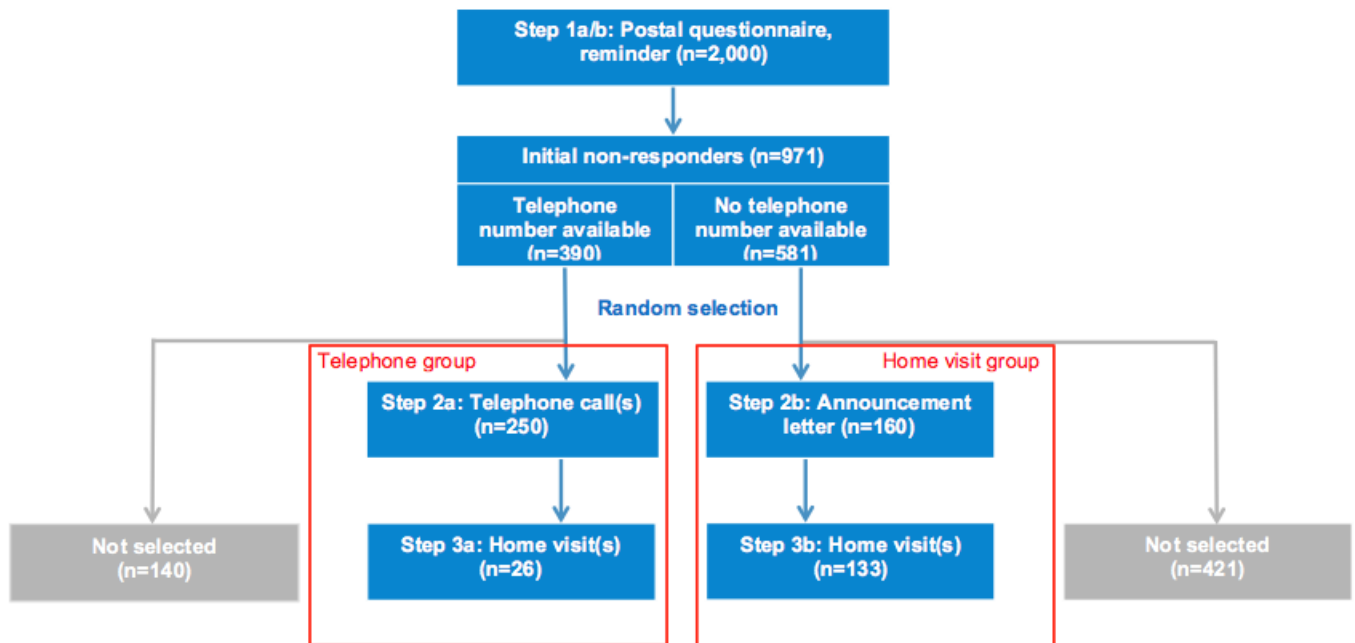 Step 1a/b: Postal questionnaire,
reminder (n=2,000)
Initial non-responders (n=971)
Telephone
number available
(n=390)
No telephone
number available
(n=581)
Random selection
Telephone group
Home visit group
Step 2a: Telephone call(s)
(n=250)
Step 2b: Announcement
letter (n=160)
Not selected
(n=140)
Step 3a: Home visit(s)
(n=26)
Step 3b: Home visit(s)
(n=133)
Not selected
(n=421)